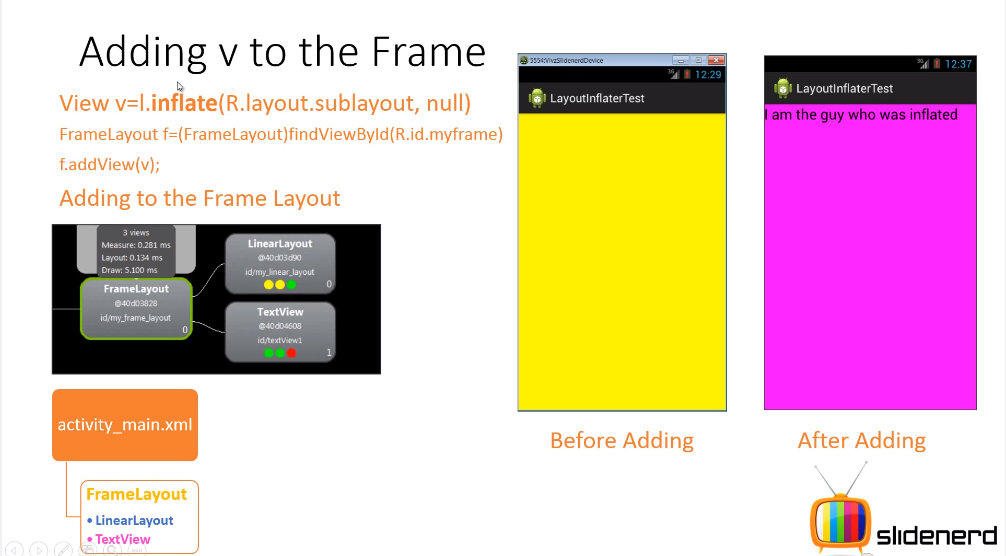 Adding v to the Frame
View v=l.inflate(R.layout.sublayout, null)
FrameLayout f=(FrameLayout)findViewById(R.id.myframe)
f.addView(v);
Adding to the Frame Layout
3 views
Measure: 0.281 ms
Layout: 0.134 ms
Draw: 5.100 ms
FrameLayout
@40d03828
id/my_frame_layout
0
LinearLayout
@40d03d90
id/my_linear_layout
0
TextView
@40d04608
id/textView1
1
activity_main.xml
FrameLayout
• LinearLayout
• TextView
5554:VivzSlidenerdDevice
3G 12:29
LayoutInflaterTest
Before Adding
3G 12:37
LayoutInflaterTest
I am the guy who was inflated
After Adding
slidenerd